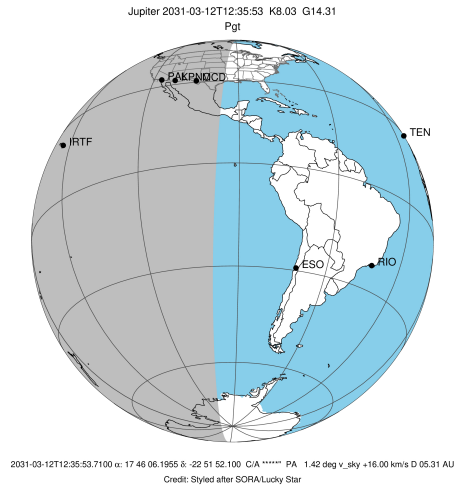 Jupiter 2031-03-12T12:35:53 K8.03 G14.31
Pgt
TEN
IRTF
ESO
RIO
2031-03-12T12:35:53.7100 α: 17 46 06.1955 δ: -22 51 52.100 C/A *****" PA 1.42 deg v_sky +16.00 km/s D 05.31 AU
Credit: Styled after SORA/Lucky Star